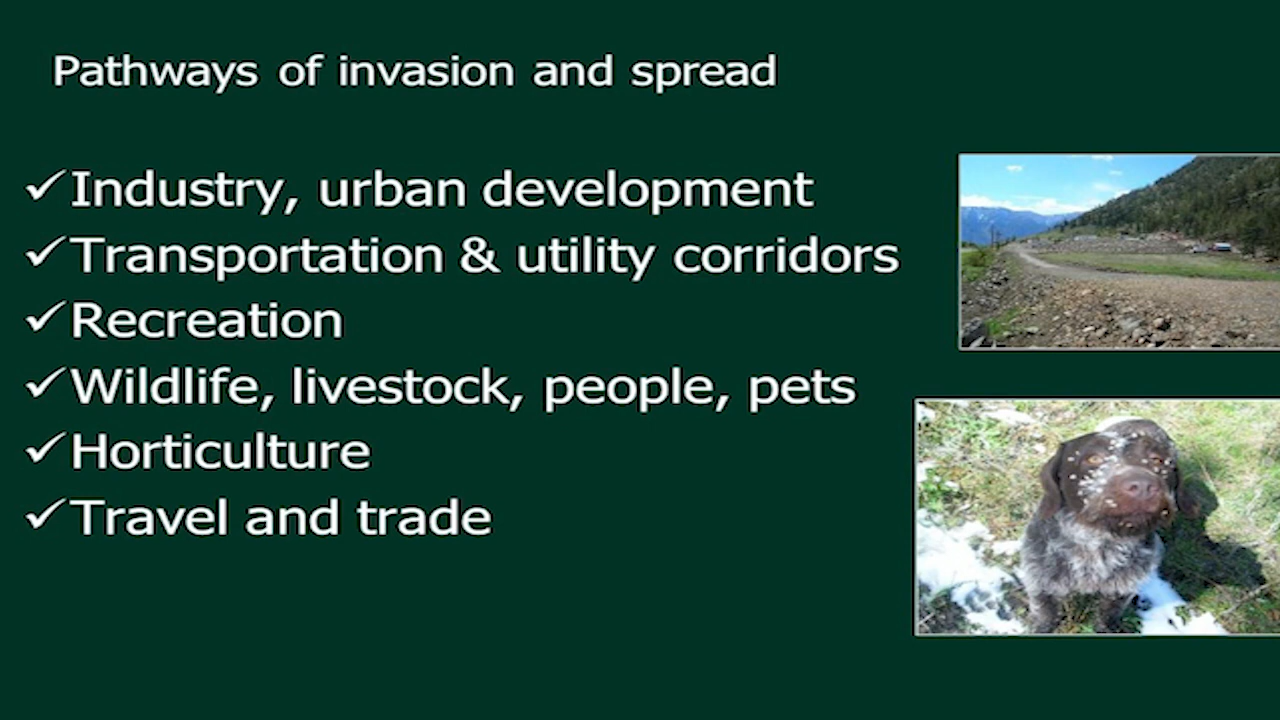 Pathways of invasion and spread
✓Industry, urban development
✓Transportation & utility corridors
✓Recreation
✓Wildlife, livestock, people, pets
✓Horticulture
✓Travel and trade